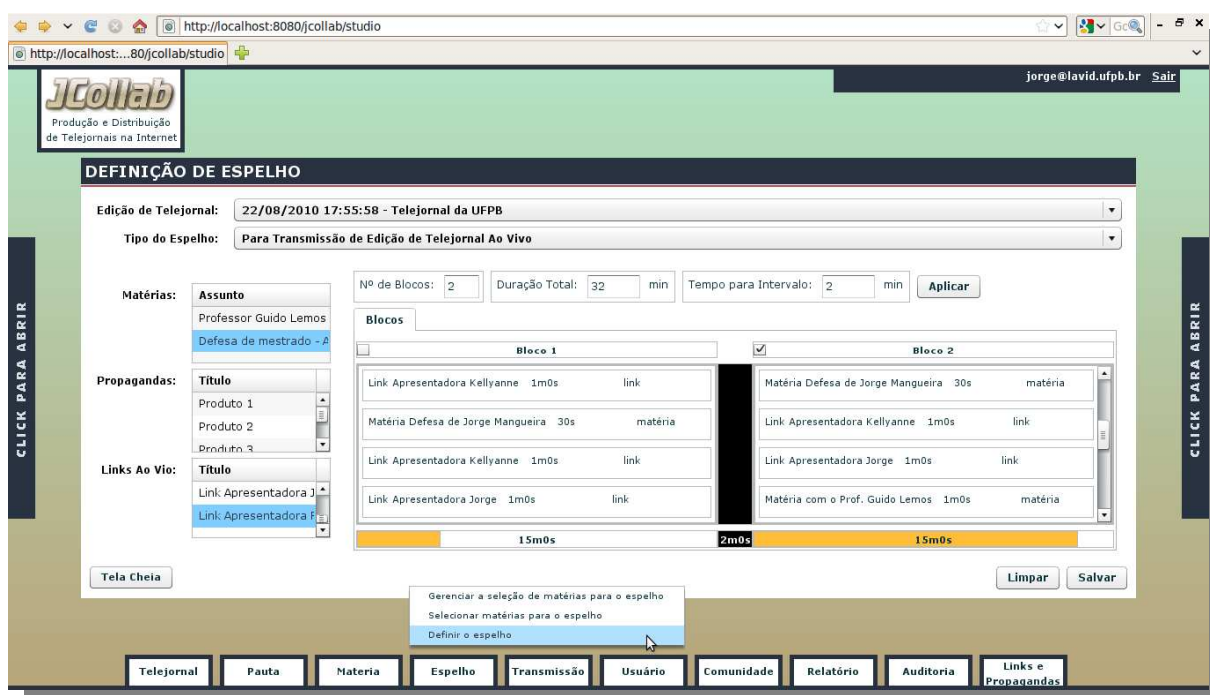 http://localhost:8080/jcollab/studio
http://localhost:...80/jcollab/studio
JCollab
Produção e Distribuição
de Telejornais na Internet
jorge@lavid.ufpb.br Sair
DEFINIÇÃO DE ESPELHO
Edição de Telejornal: 22/08/2010 17:55:58 - Telejornal da UFPB
Tipo do Espelho: Para Transmissão de Edição de Telejornal Ao Vivo
Nº de Blocos: 2 Duração Total: 32 min Tempo para Intervalo: 2 min Aplicar
Matérias: Assunto
Professor Guido Lemos
Defesa de mestrado - A
Propagandas: Título
Produto 1
Produto 2
Produto 3
Links Ao Vio: Título
Link Apresentadora J
Link Apresentadora
Blocos
Bloco 1
Link Apresentadora Kellyanne 1m0s link
Matéria Defesa de Jorge Mangueira 30s matéria
Link Apresentadora Kellyanne 1m0s link
Link Apresentadora Jorge 1m0s link
15m0s
2m0s
Bloco 2
Matéria Defesa de Jorge Mangueira 30s matéria
Link Apresentadora Kellyanne 1m0s link
Link Apresentadora Jorge 1m0s link
Matéria com o Prof. Guido Lemos 1m0s matéria
15m0s
Tela Cheia
Limpar Salvar
Gerenciar a seleção de matérias para o espelho
Selecionar matérias para o espelho
Definir o espelho
Telejornal Pauta Materia Espelho Transmissão Usuário Comunidade Relatório Auditoria Links e
Propagandas
CLICK PARA ABRIR
CLICK PARA ABRIR